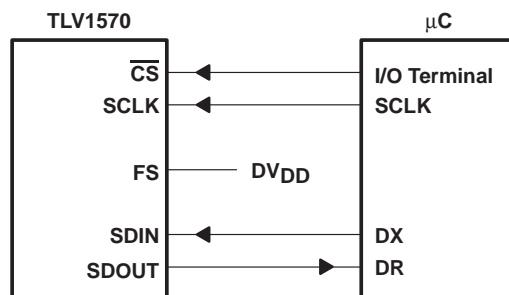 TLV1570 μC
CS I/O Terminal
SCLK SCLK
FS DVDD
SDIN DX
SDOUT DR